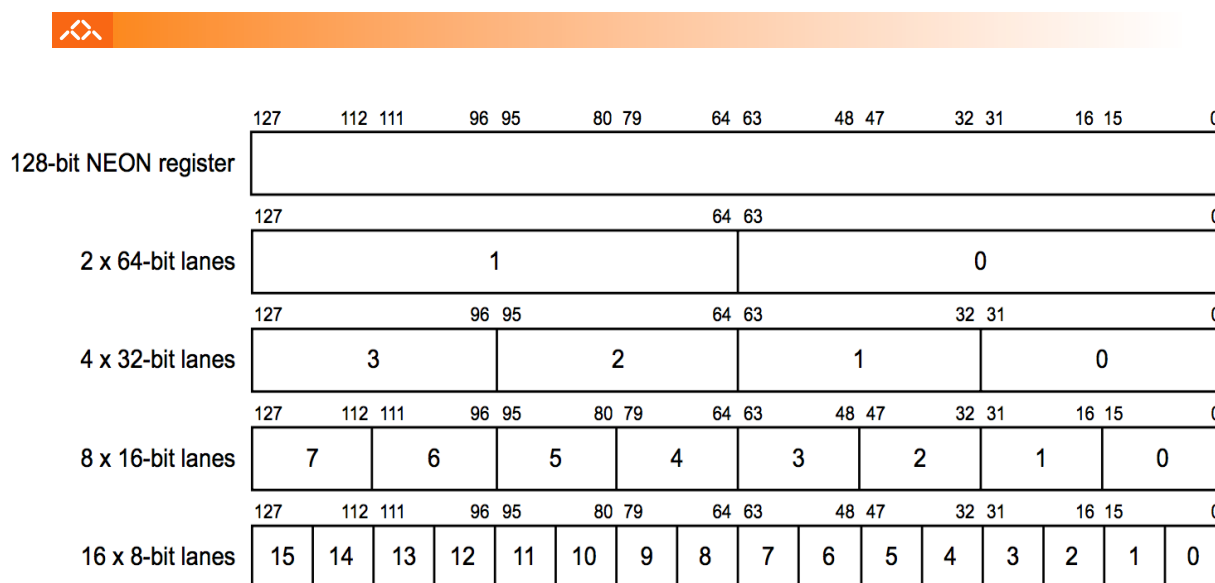 127 112 111 96 95 80 79 64 63 48 47 32 31 16 15 0
128-bit NEON register
127 64 63 0
2 x 64-bit lanes 1 0
127 96 95 64 63 32 31 0
4 x 32-bit lanes 3 2 1 0
127 112 111 96 95 80 79 64 63 48 47 32 31 16 15 0
8 x 16-bit lanes 7 6 5 4 3 2 1 0
127 112 111 96 95 80 79 64 63 48 47 32 31 16 15 0
16 x 8-bit lanes 15 14 13 12 11 10 9 8 7 6 5 4 3 2 1 0